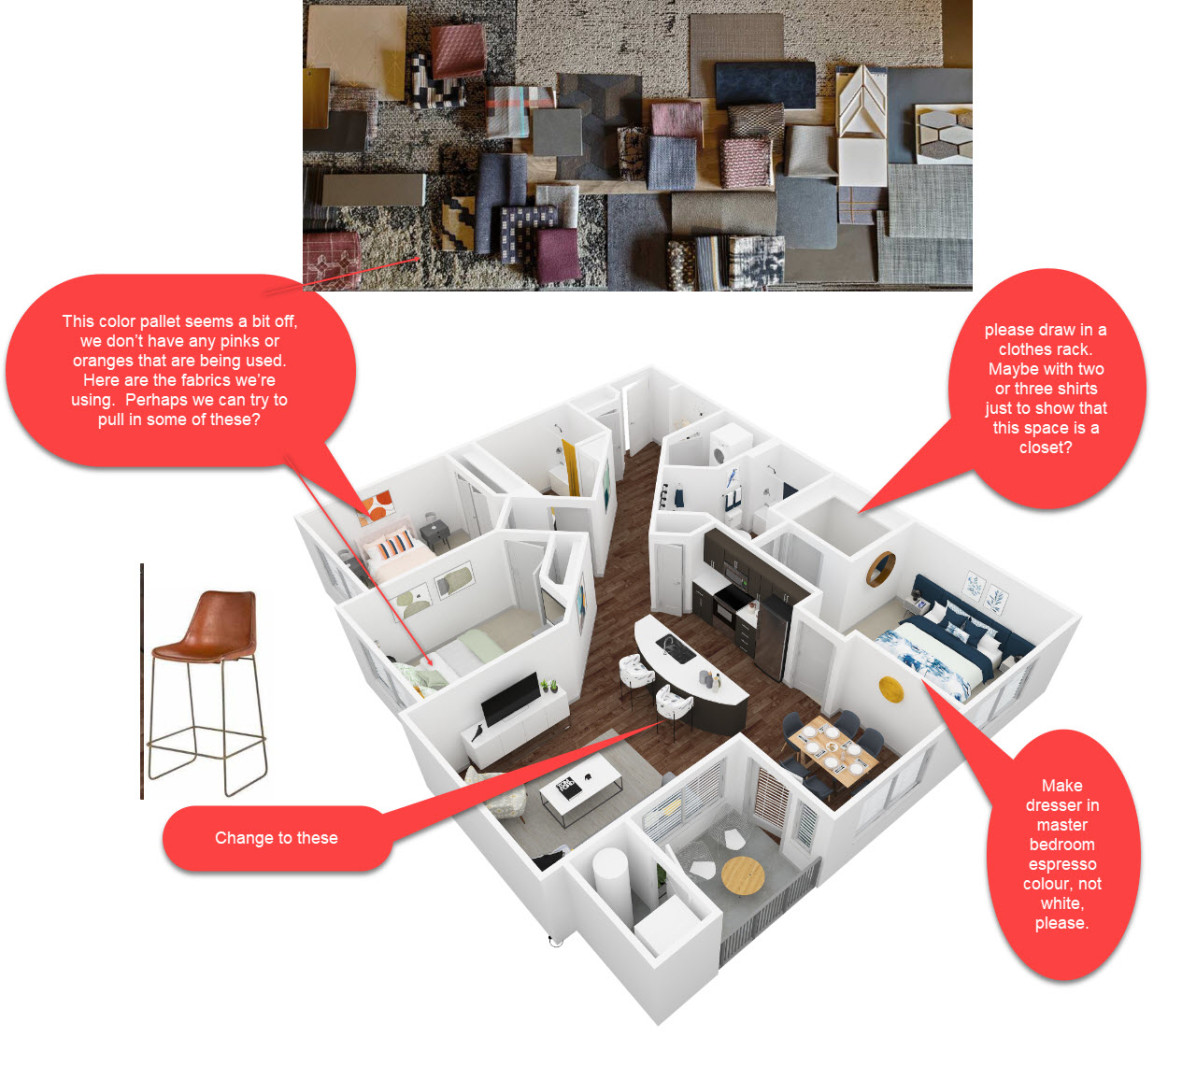 This color pallet seems a bit off,
we don't have any pinks or
oranges that are being used.
Here are the fabrics we're
using.  Perhaps we can try to
pull in some of these?
please draw in a
clothes rack.
Maybe with two
or three shirts
just to show that
this space is a
closet?
Change to these
Make
dresser in
master
bedroom
espresso
colour, not
white,
please.